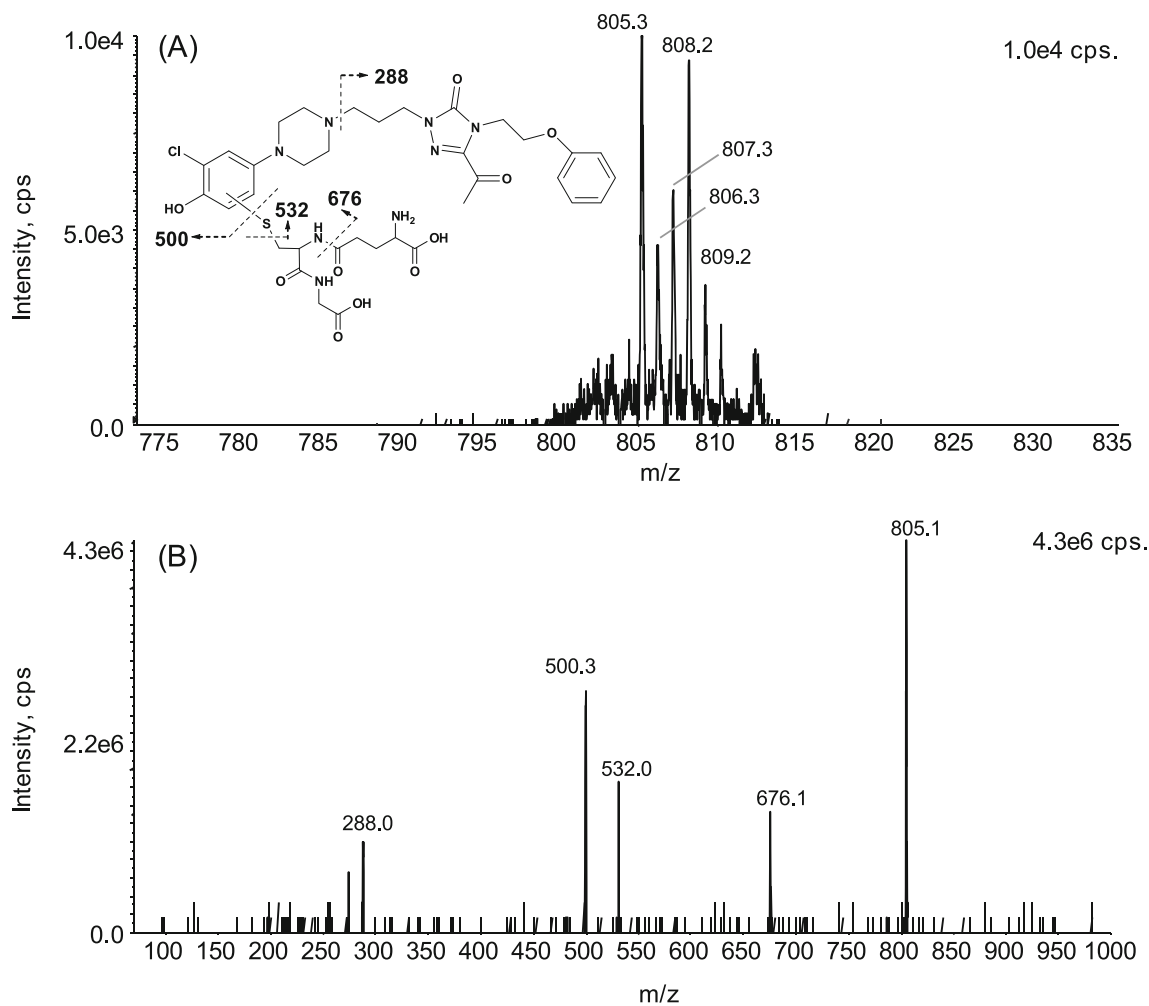 (A)
1.0e4 cps.
Intensity, cps
1.0e4
5.0e3
0.0
805.3
808.2
807.3
806.3
809.2
288
O
N
N
N
N
N
O
O
Cl
HO
S
532
676
500
NH
NH₂
OH
O
O
O
NH
OH
O
775 780 785 790 795 800 805 810 815 820 825 830 835
m/z
(B)
4.3e6 cps.
Intensity, cps
4.3e6
2.2e6
0.0
805.1
500.3
532.0
676.1
288.0
100 150 200 250 300 350 400 450 500 550 600 650 700 750 800 850 900 950 1000
m/z